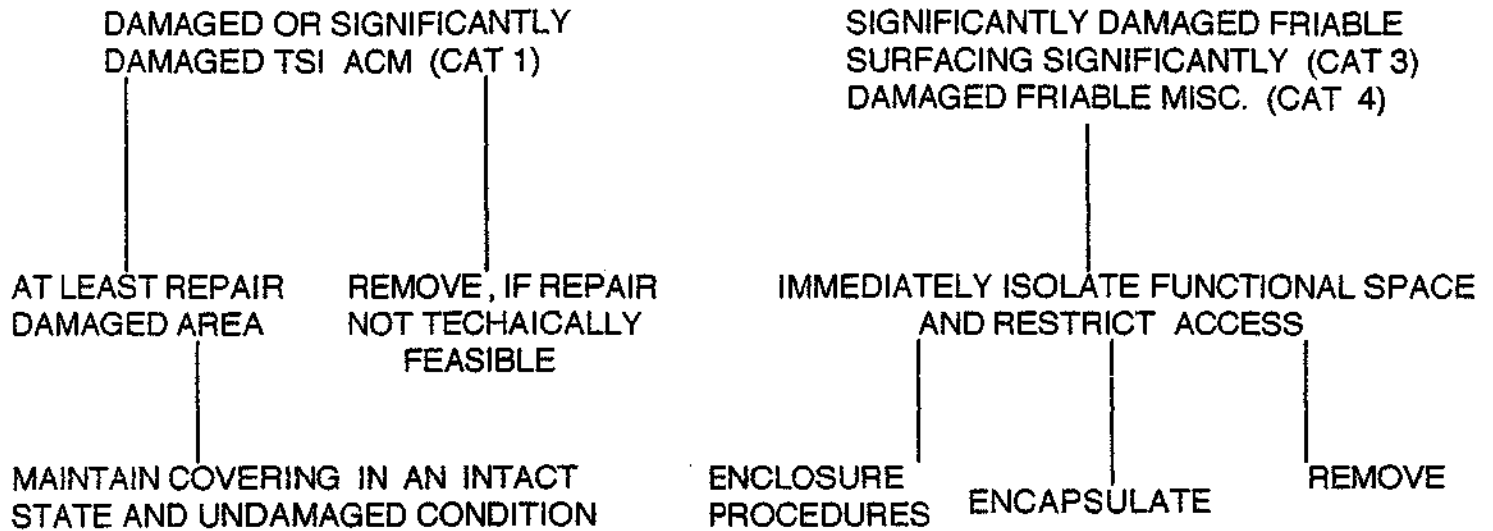 DAMAGED OR SIGNIFICANTLY
DAMAGED TSI ACM (CAT 1)
SIGNIFICANTLY DAMAGED FRIABLE
SURFACING SIGNIFICANTLY (CAT 3)
DAMAGED FRIABLE MISC. (CAT 4)
AT LEAST REPAIR
DAMAGED AREA
REMOVE, IF REPAIR
NOT TECHAICALLY
FEASIBLE
IMMEDIATELY ISOLATE FUNCTIONAL SPACE
AND RESTRICT ACCESS
MAINTAIN COVERING IN AN INTACT
STATE AND UNDAMAGED CONDITION
ENCLOSURE
PROCEDURES
ENCAPSULATE
REMOVE